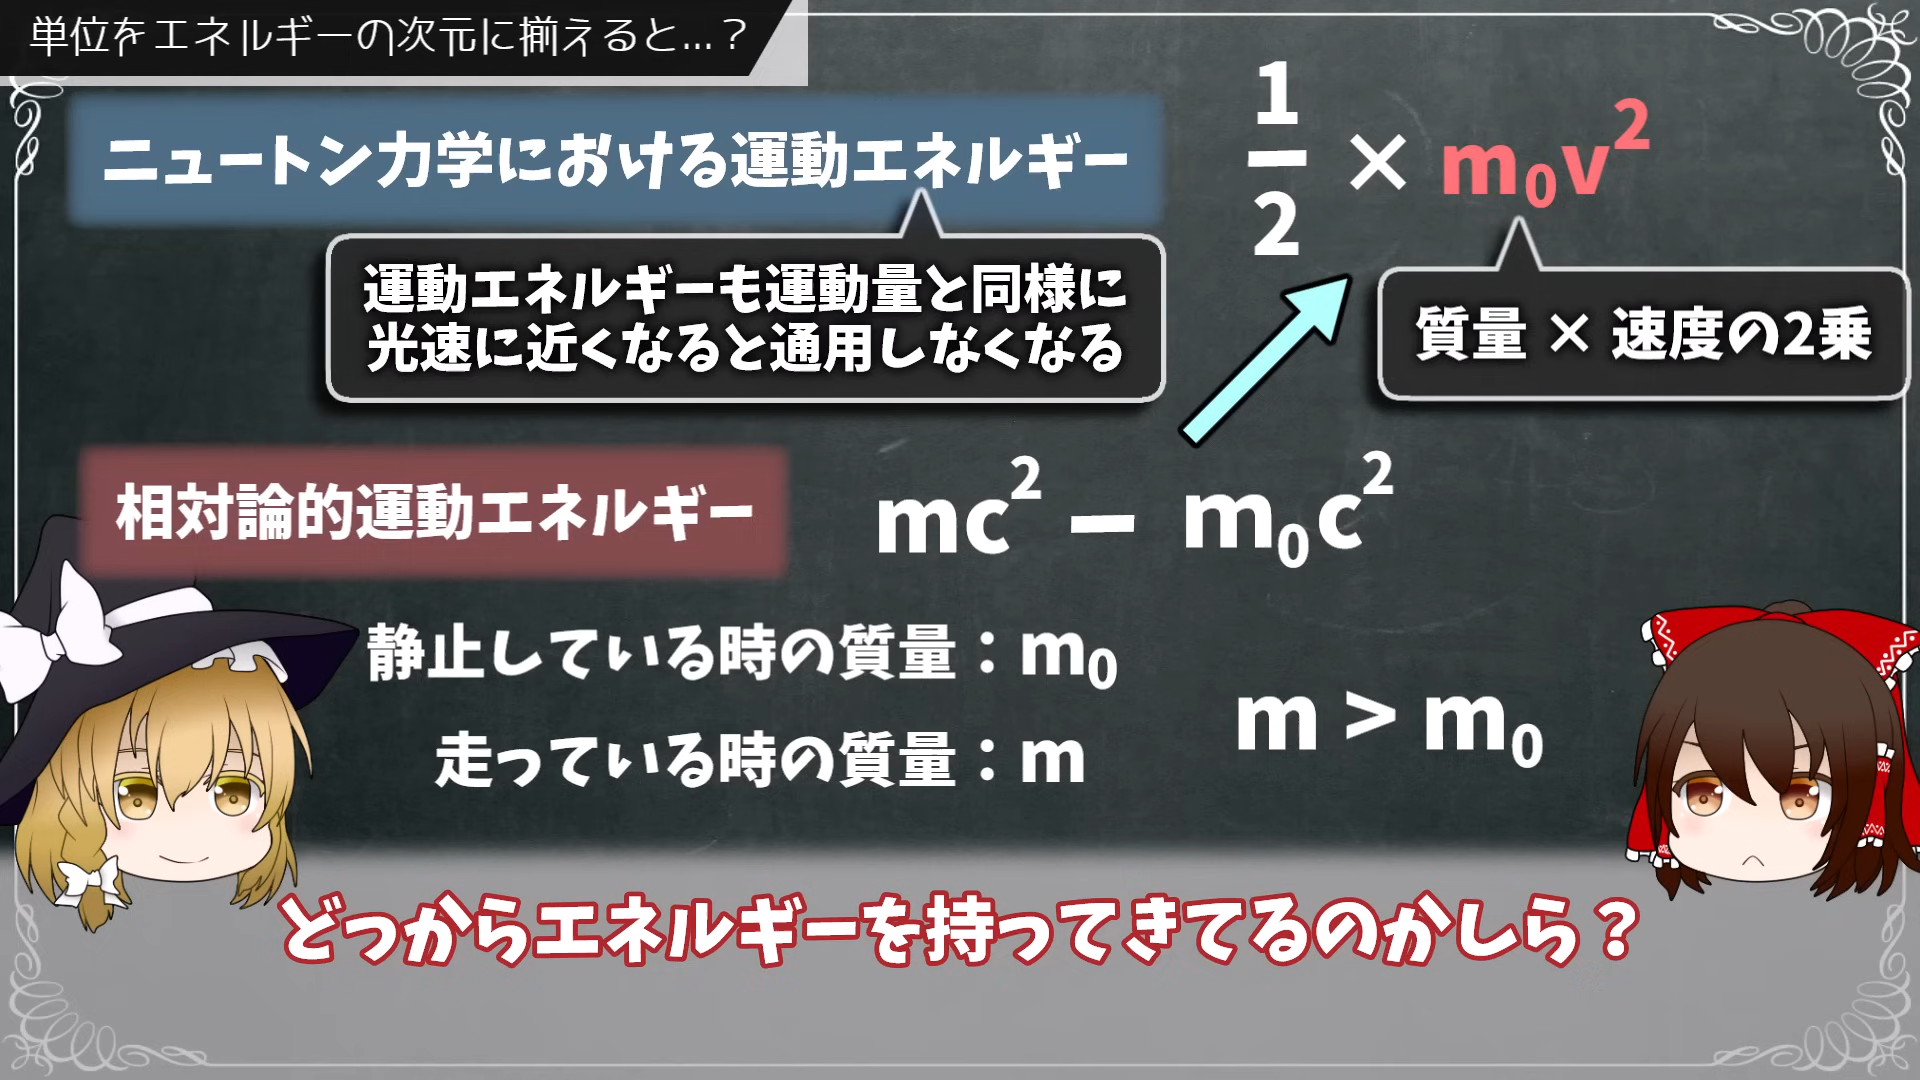 単位をエネルギーの次元に揃えると...？
ニュートン力学における運動エネルギー
1/2 × m₀v²
運動エネルギーも運動量と同様に
光速に近くなると通用しなくなる
質量 × 速度の2乗
相対論的運動エネルギー
mc² − m₀c²
静止している時の質量：m₀
走っている時の質量：m
m > m₀
どっからエネルギーを持ってきてるのかしら？